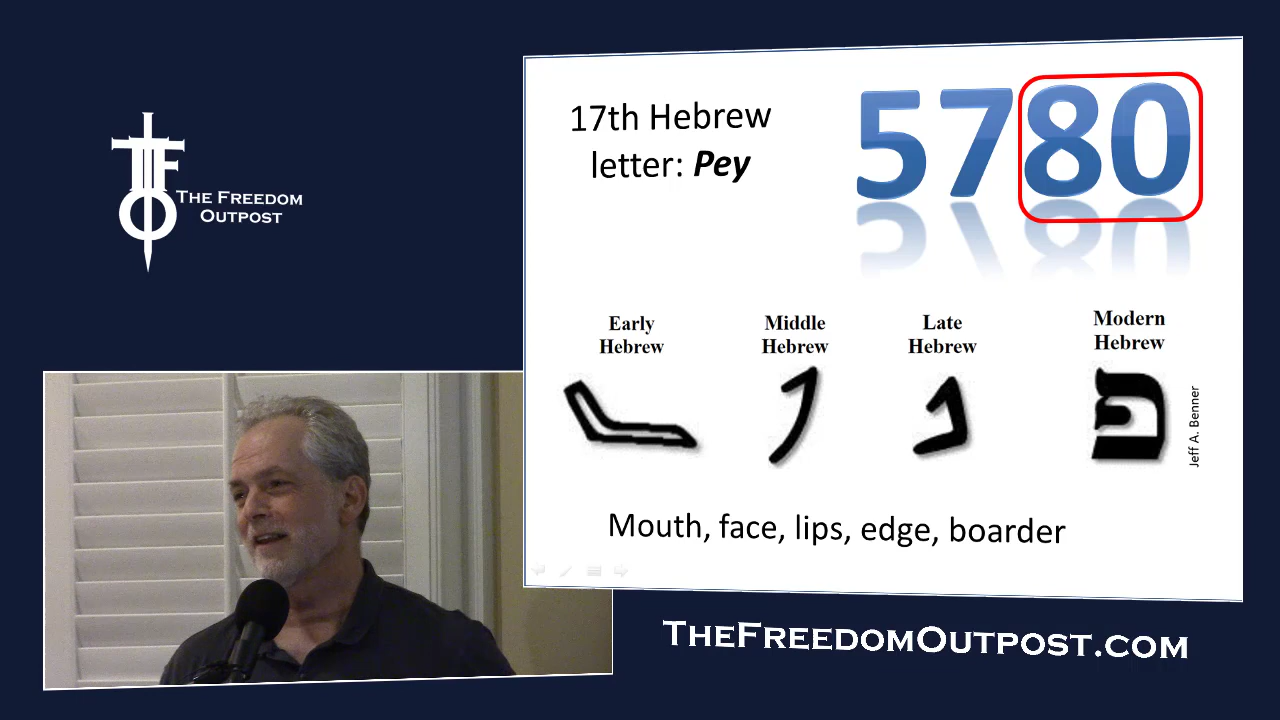 THE FREEDOM
OUTPOST
17th Hebrew
letter: Pey
5780
Early
Hebrew
Middle
Hebrew
Late
Hebrew
Modern
Hebrew
פ
Jeff A. Benner
Mouth, face, lips, edge, boarder
THEFREEDOMOUTPOST.COM